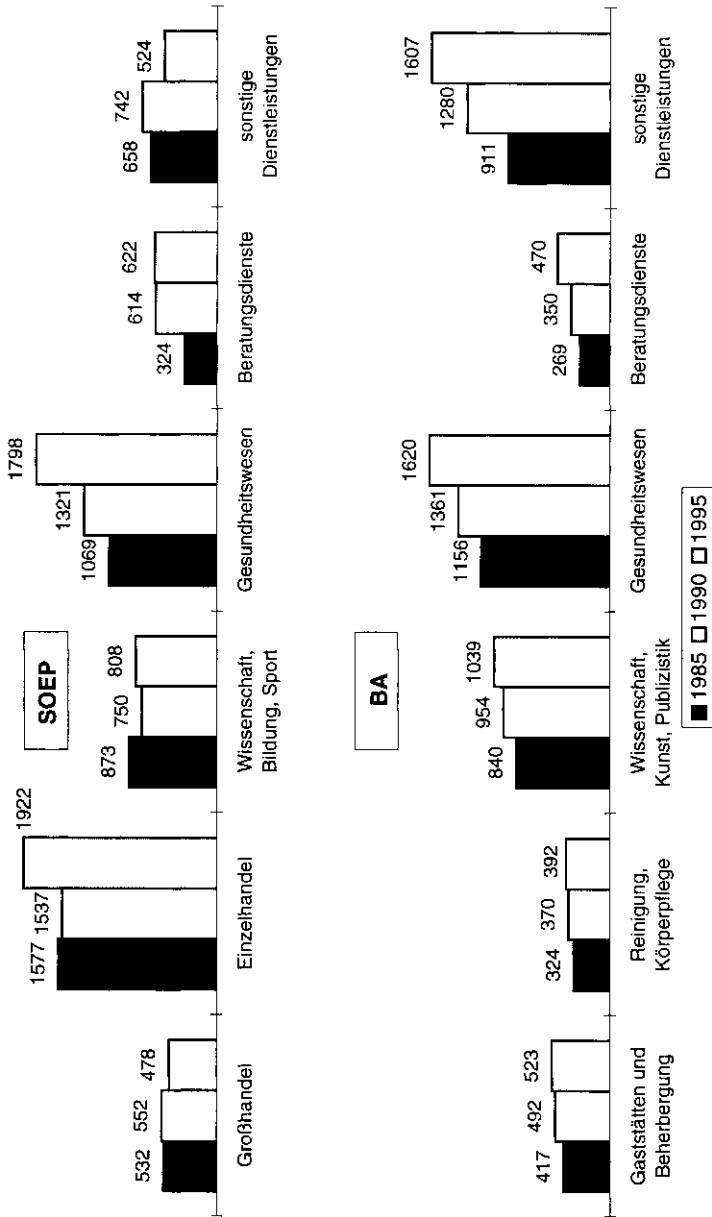 SOEP
532
552
478
Großhandel
1577
1537
1922
Einzelhandel
873
750
808
Wissenschaft,
Bildung, Sport
1069
1321
1798
Gesundheitswesen
324
614
622
Beratungsdienste
658
742
524
sonstige
Dienstleistungen
BA
417
492
523
Gaststätten und
Beherbergung
324
370
392
Reinigung,
Körperpflege
840
954
1039
Wissenschaft,
Kunst, Publizistik
1156
1361
1620
Gesundheitswesen
269
350
470
Beratungsdienste
911
1280
1607
sonstige
Dienstleistungen
1985 1990 1995